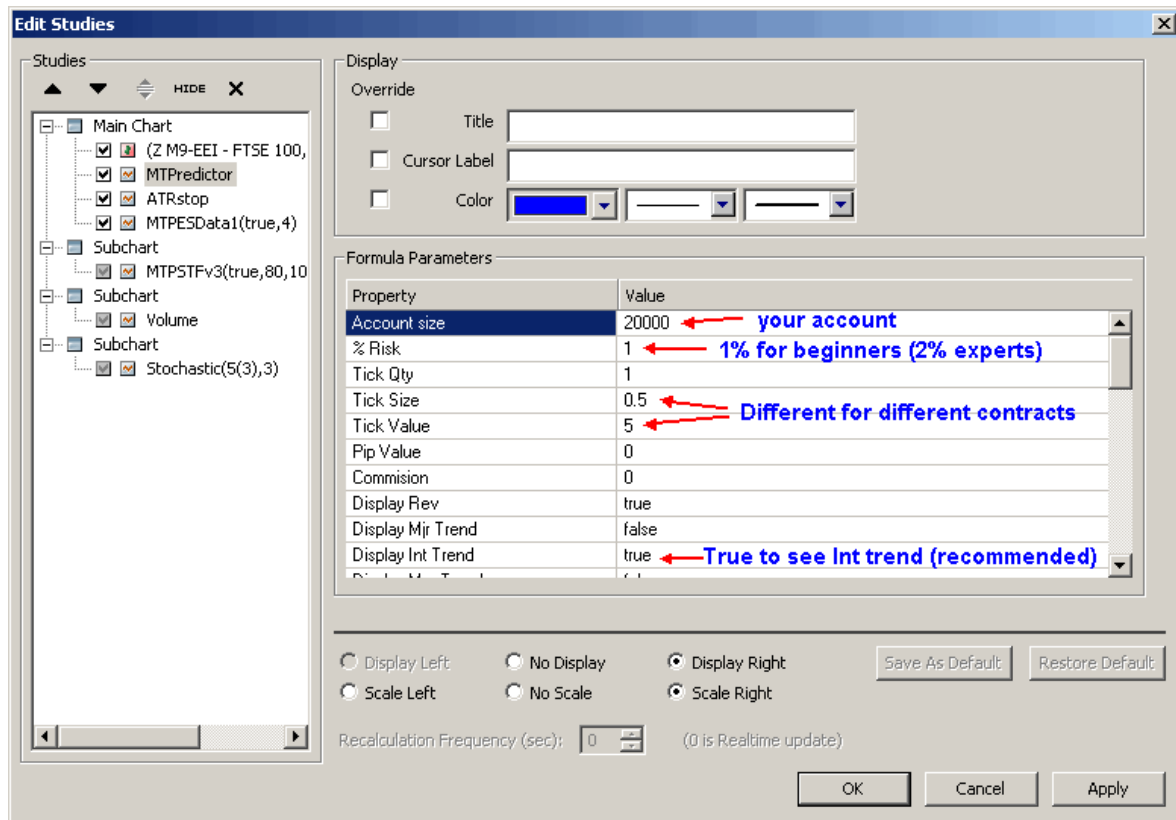 Edit Studies
Studies
HIDE
Main Chart
(Z M9-EEI - FTSE 100,
MTPredictor
ATRstop
MTPESData1(true,4)
Subchart
MTPSTFv3(true,80,10
Subchart
Volume
Subchart
Stochastic(5(3),3)
Display
Override
Title
Cursor Label
Color
Formula Parameters
Property Value
Account size 20000 your account
% Risk 1 1% for beginners (2% experts)
Tick Qty 1
Tick Size 0.5
Different for different contracts
Tick Value 5
Pip Value 0
Commision 0
Display Rev true
Display Mjr Trend false
Display Int Trend true True to see Int trend (recommended)
Display Left No Display Display Right Save As Default Restore Default
Scale Left No Scale Scale Right
Recalculation Frequency (sec): 0 (0 is Realtime update)
OK Cancel Apply